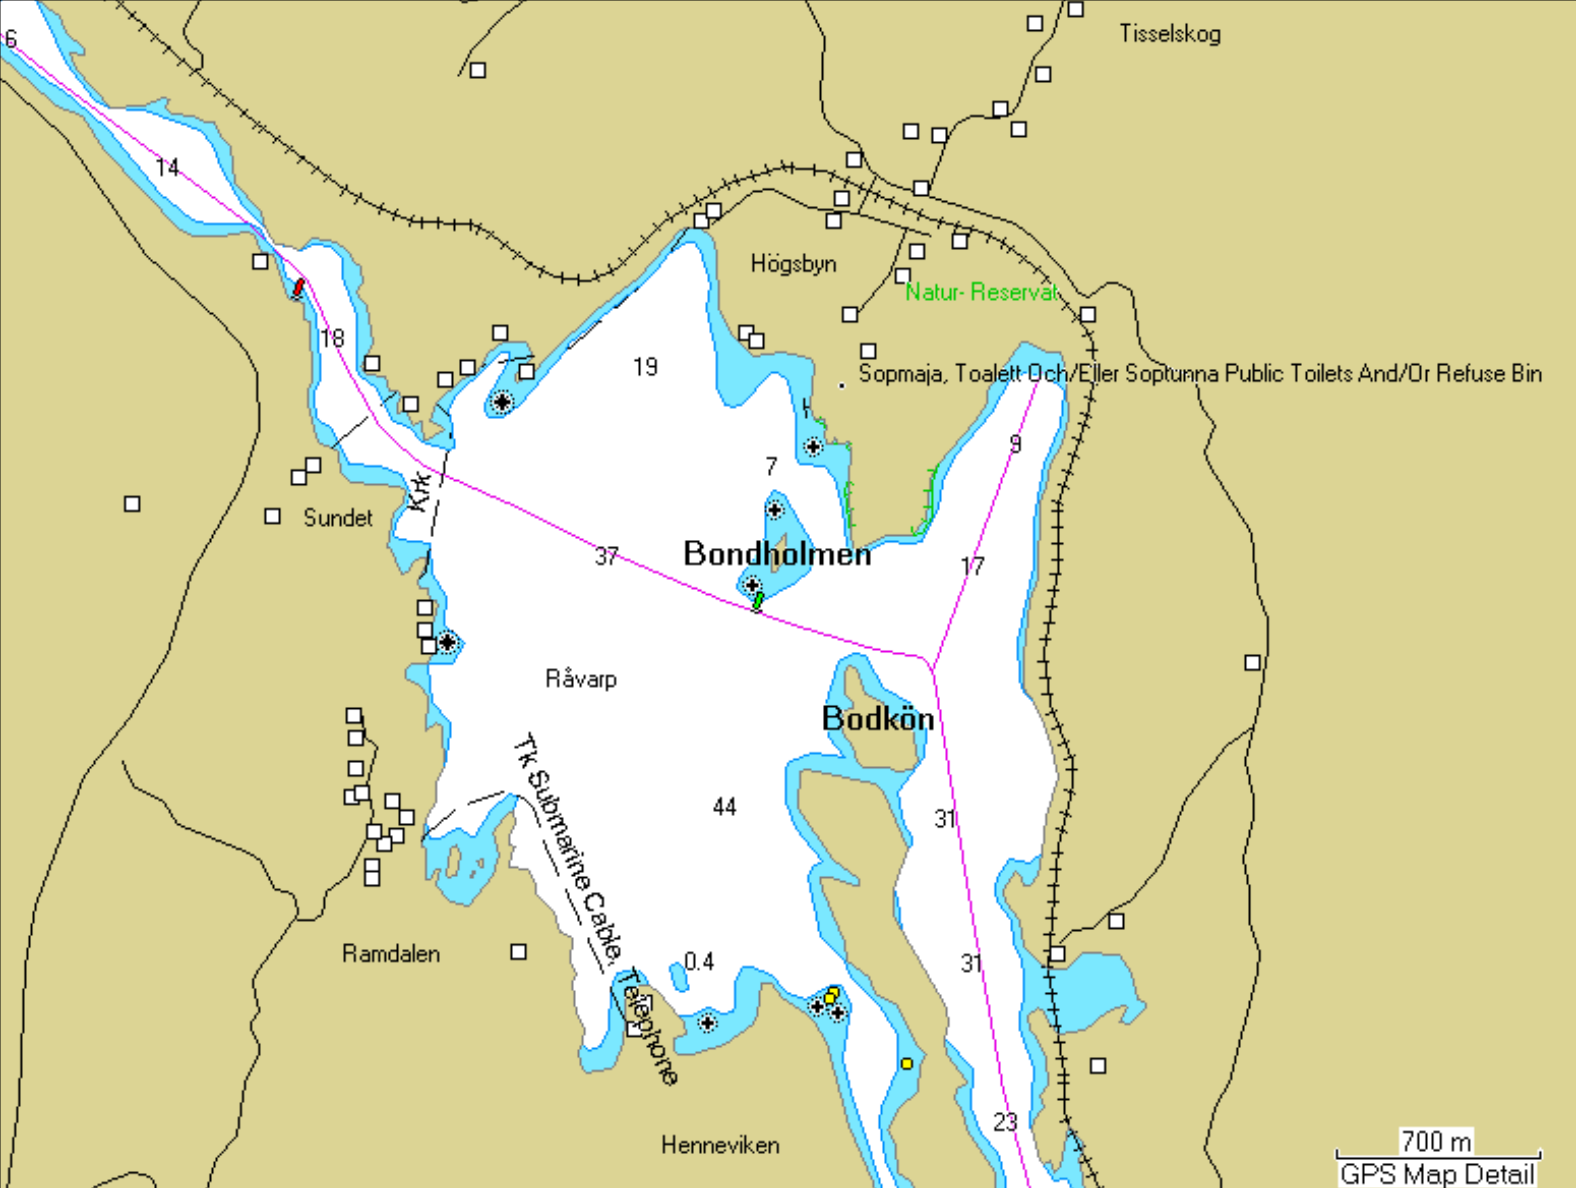 Tisselskog
6
14
Högsbyn
Natur- Reservat
18
19
Sopmaja, Toalett Och/Eller Soptunna Public Toilets And/Or Refuse Bin
9
7
Krk
Sundet
37
Bondholmen
17
Råvarp
Bodkön
44
31
Tk Submarine Cable, Telephone
Ramdalen
0.4
31
23
Henneviken
700 m
GPS Map Detail